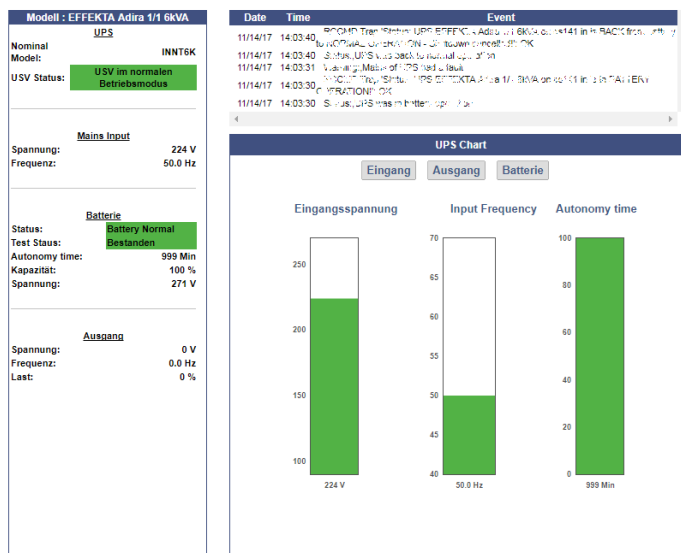 Modell : EFFEKTA Adira 1/1 6kVA
UPS
Nominal Model: INNT6K
USV Status: USV im normalen Betriebsmodus
Mains Input
Spannung: 224 V
Frequenz: 50.0 Hz
Batterie
Status: Battery Normal
Test Staus: Bestanden
Autonomy time: 999 Min
Kapazität: 100 %
Spannung: 271 V
Ausgang
Spannung: 0 V
Frequenz: 0.0 Hz
Last: 0 %
Date Time Event
11/14/17 14:03:40
11/14/17 14:03:40
11/14/17 14:03:31
11/14/17 14:03:30
11/14/17 14:03:30
UPS Chart
Eingang Ausgang Batterie
Eingangsspannung Input Frequency Autonomy time
250
200
150
100
224 V
70
65
60
55
50
45
40
50.0 Hz
100
80
60
40
20
0
999 Min